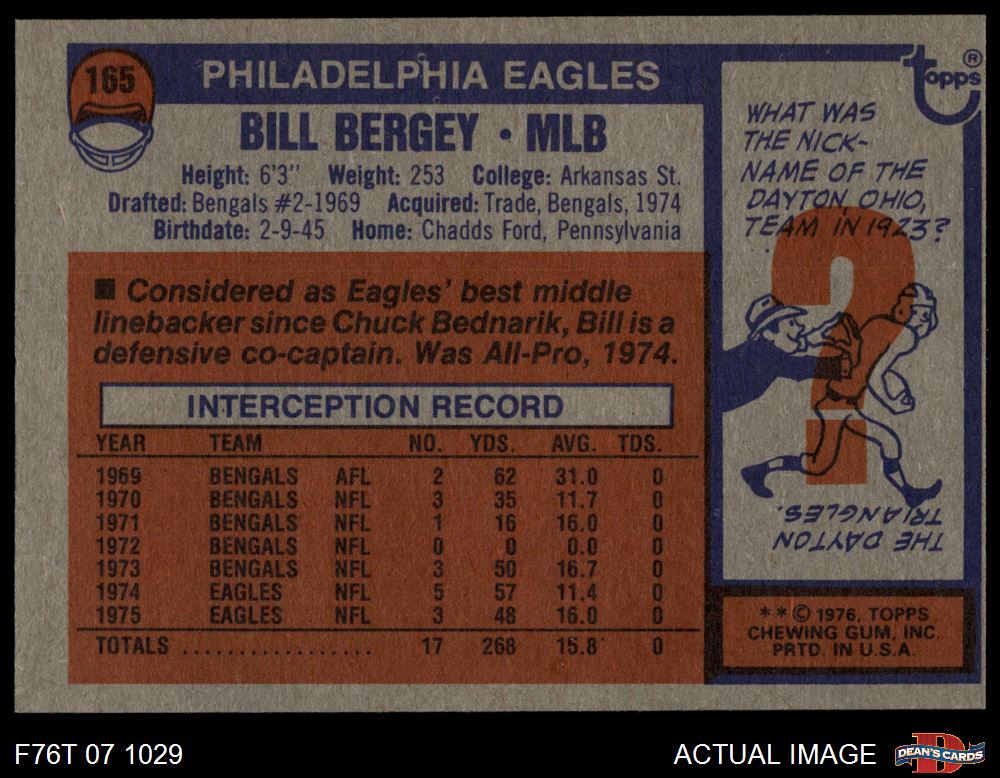 165
PHILADELPHIA EAGLES
BILL BERGEY • MLB
Height: 6'3" Weight: 253 College: Arkansas St.
Drafted: Bengals #2-1969 Acquired: Trade, Bengals, 1974
Birthdate: 2-9-45 Home: Chadds Ford, Pennsylvania
■ Considered as Eagles' best middle
linebacker since Chuck Bednarik, Bill is a
defensive co-captain. Was All-Pro, 1974.
INTERCEPTION RECORD
YEAR TEAM NO. YDS. AVG. TDS.
1969 BENGALS AFL 2 62 31.0 0
1970 BENGALS NFL 3 35 11.7 0
1971 BENGALS NFL 1 16 16.0 0
1972 BENGALS NFL 0 0 0.0 0
1973 BENGALS NFL 3 50 16.7 0
1974 EAGLES NFL 5 57 11.4 0
1975 EAGLES NFL 3 48 16.0 0
TOTALS ................. 17 268 15.8 0
topps ®
WHAT WAS
THE NICK-
NAME OF THE
DAYTON, OHIO,
TEAM IN 1923?
?
THE DAYTON
TRIANGLES.
** © 1976, TOPPS
CHEWING GUM, INC.
PRTD. IN U.S.A.
F76T 07 1029
ACTUAL IMAGE
D
DEAN'S CARDS